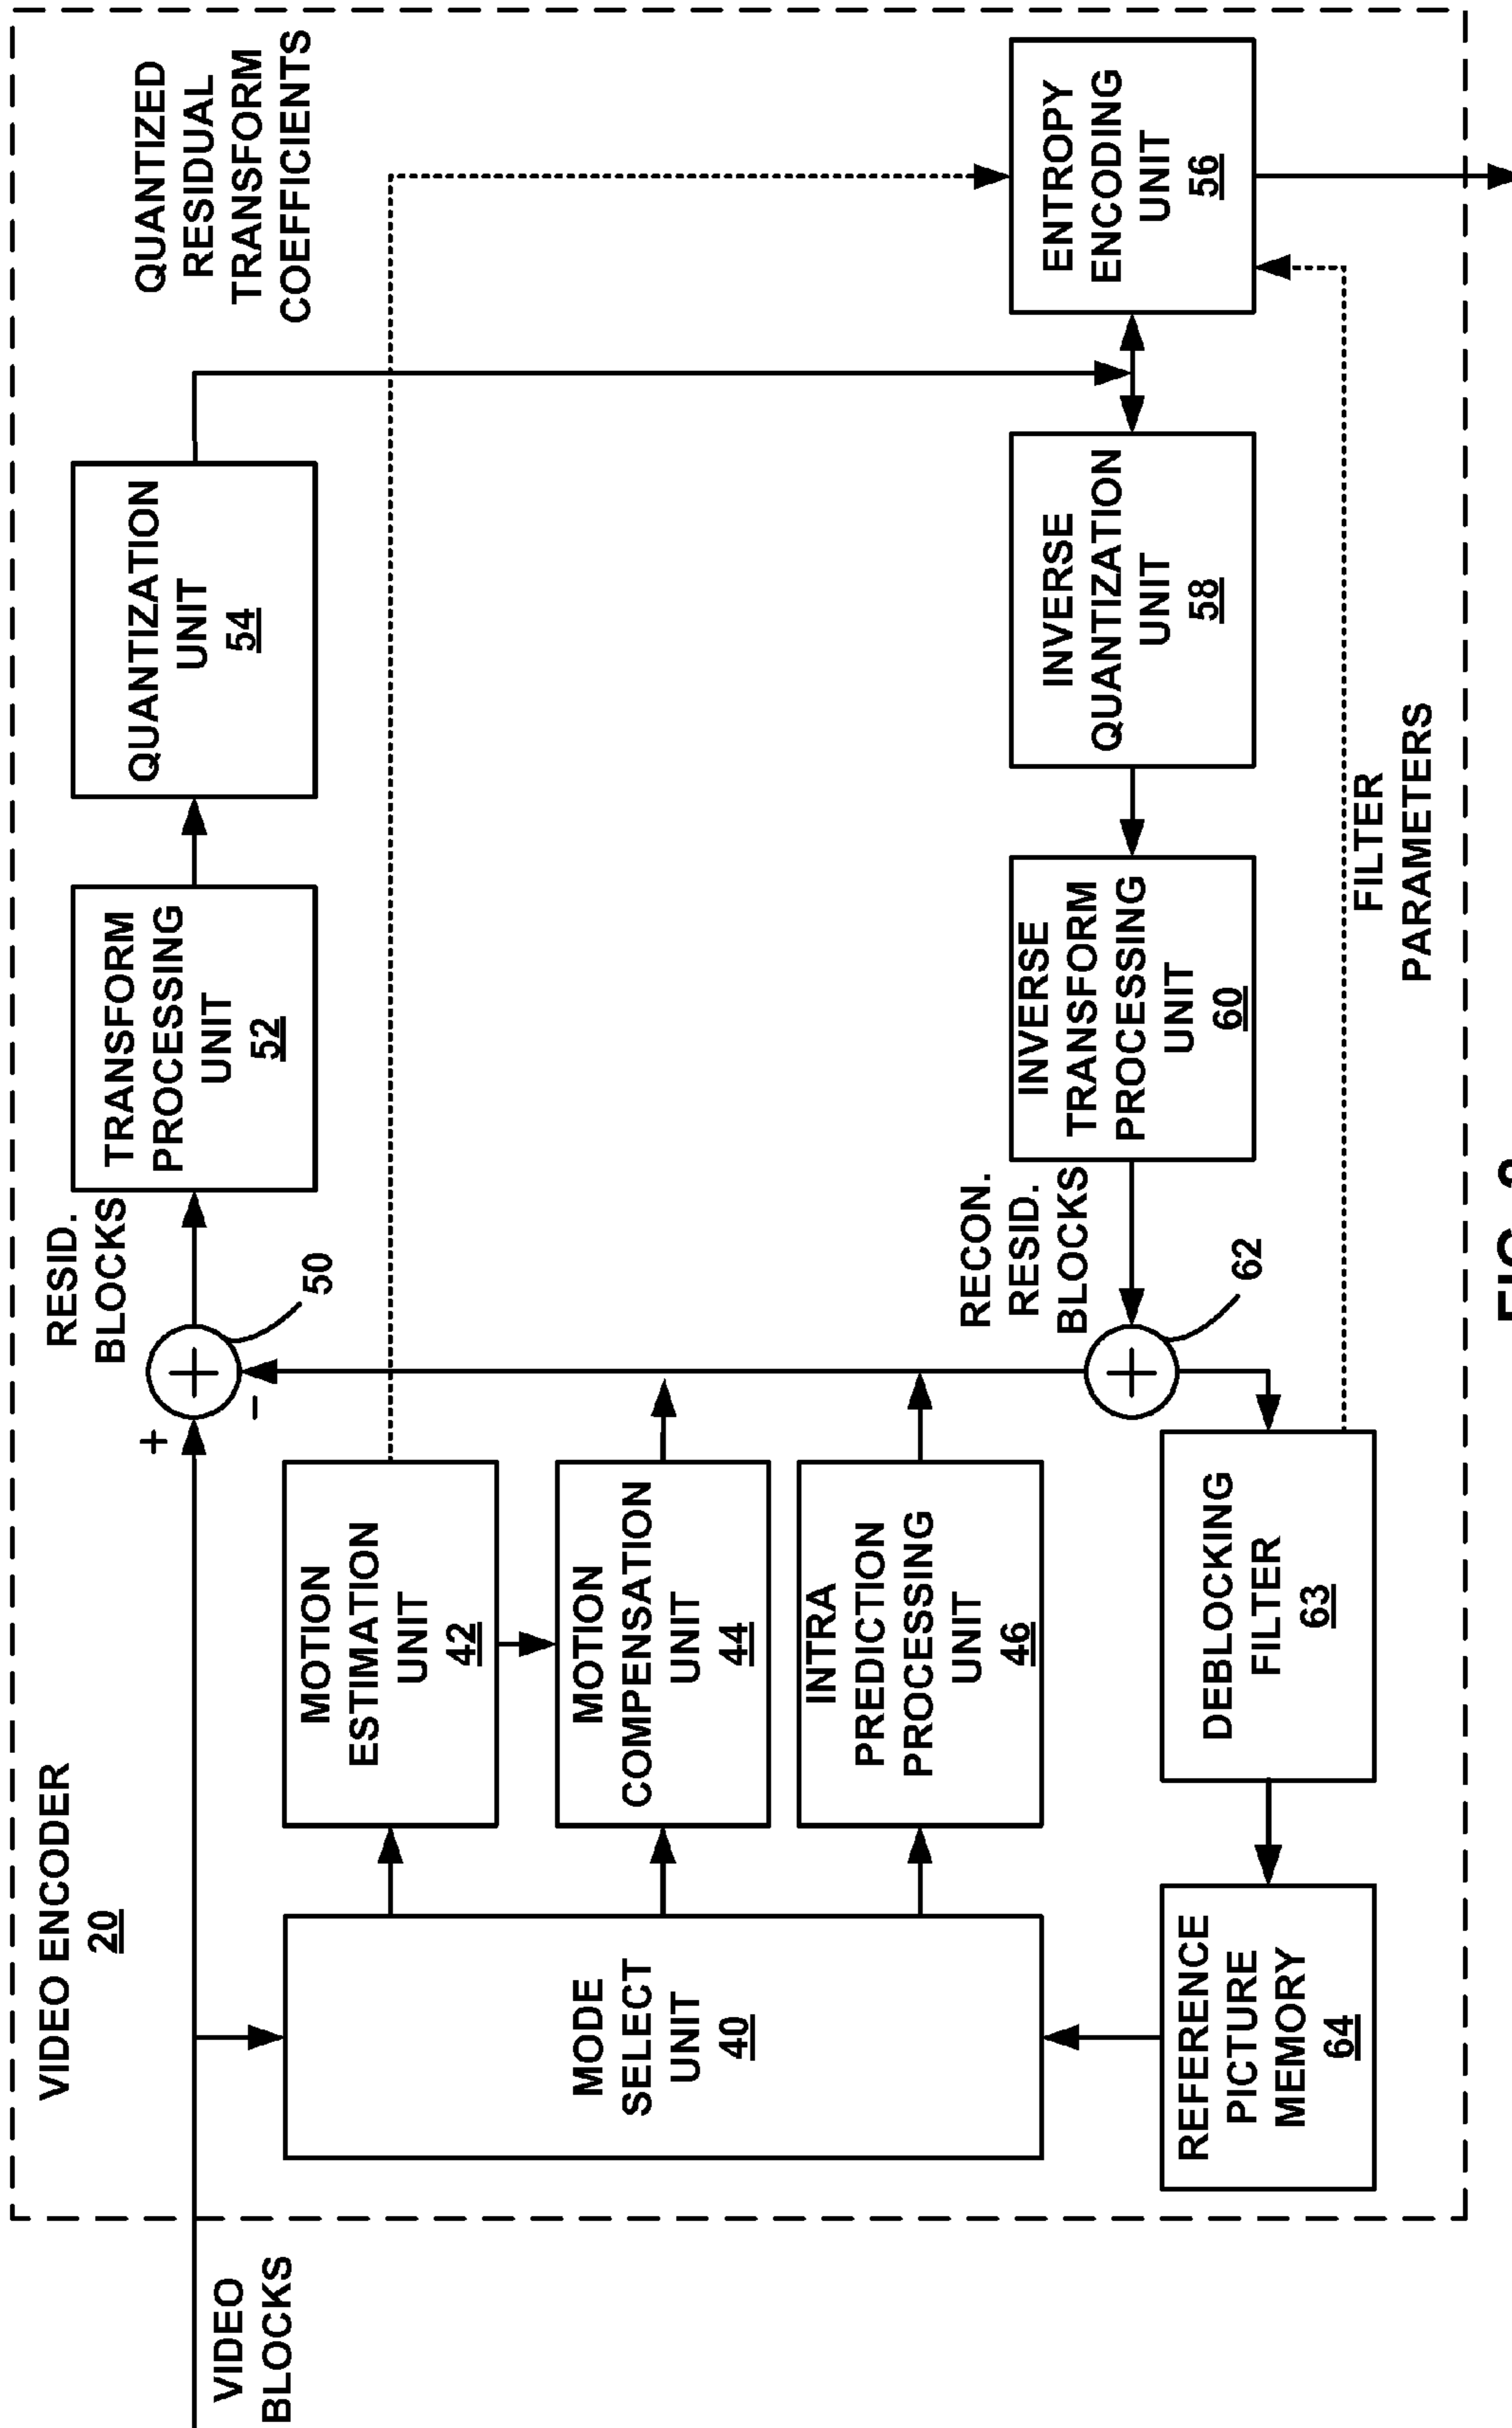 VIDEO ENCODER
20
VIDEO
BLOCKS
+
–
50
RESID.
BLOCKS
TRANSFORM
PROCESSING
UNIT
52
QUANTIZATION
UNIT
54
QUANTIZED
RESIDUAL
TRANSFORM
COEFFICIENTS
MODE
SELECT
UNIT
40
MOTION
ESTIMATION
UNIT
42
MOTION
COMPENSATION
UNIT
44
INTRA
PREDICTION
PROCESSING
UNIT
46
RECON.
RESID.
BLOCKS
62
INVERSE
TRANSFORM
PROCESSING
UNIT
60
INVERSE
QUANTIZATION
UNIT
58
ENTROPY
ENCODING
UNIT
56
REFERENCE
PICTURE
MEMORY
64
DEBLOCKING
FILTER
63
FILTER
PARAMETERS
FIG.